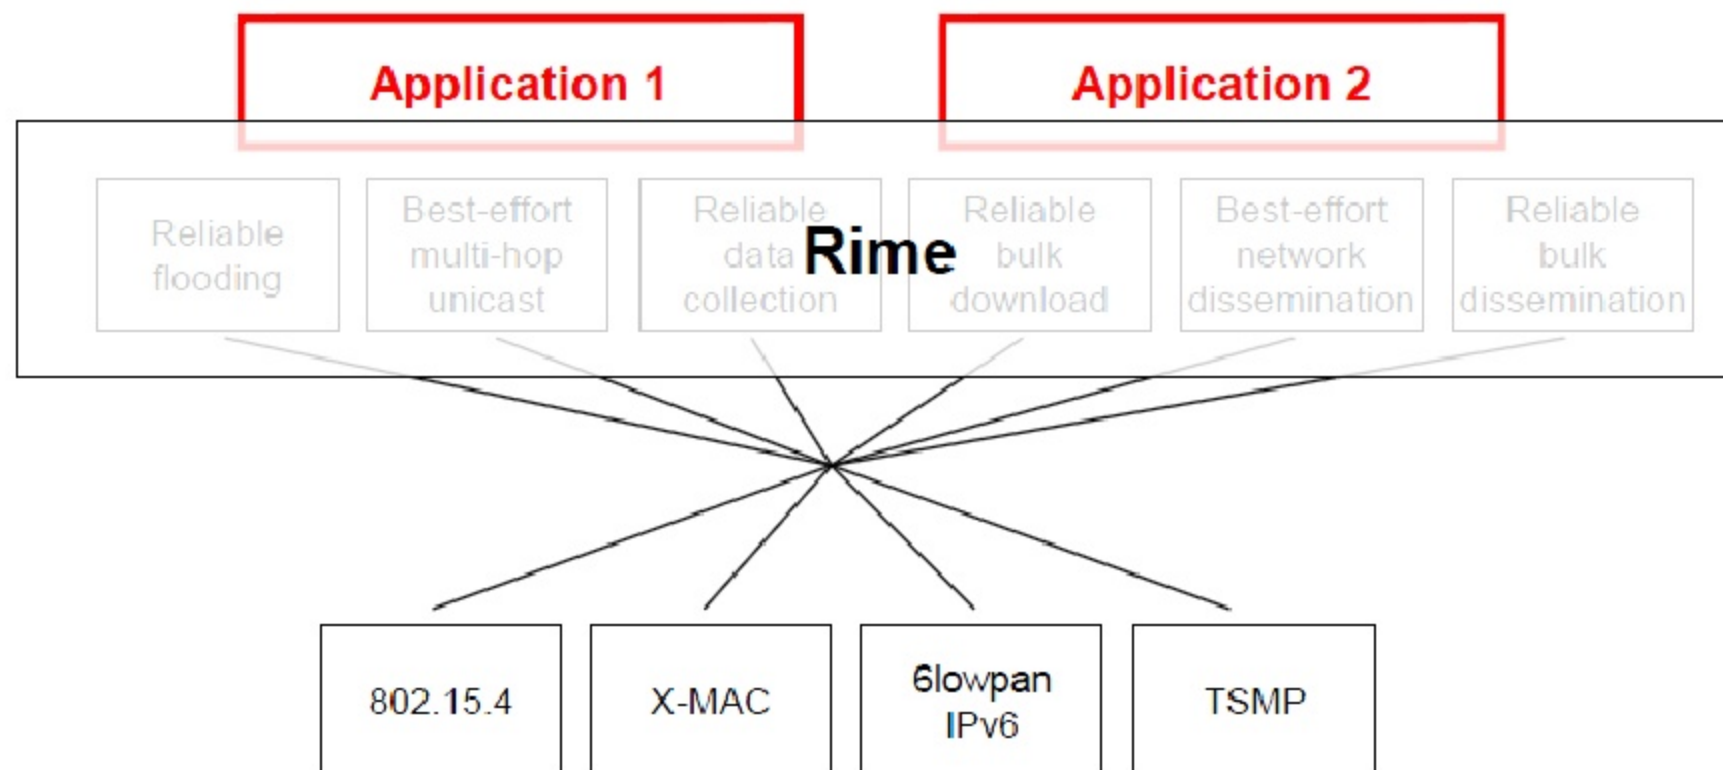 Application 1
Application 2
Reliable
flooding
Best-effort
multi-hop
unicast
Reliable
data
collection
Rime
Reliable
bulk
download
Best-effort
network
dissemination
Reliable
bulk
dissemination
802.15.4
X-MAC
6lowpan
IPv6
TSMP